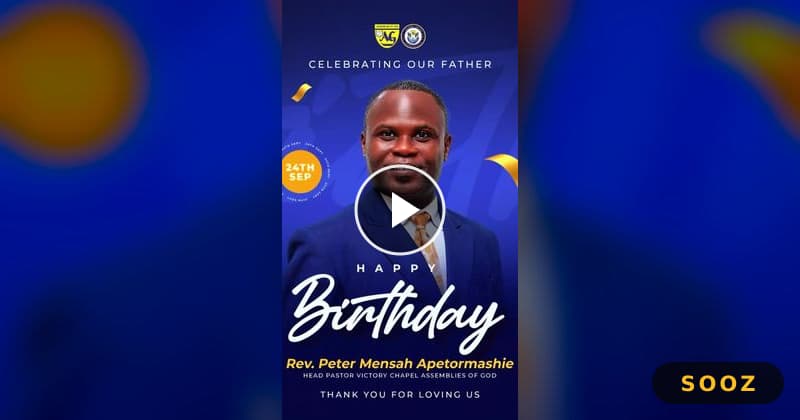 AG
CELEBRATING OUR FATHER
24TH
SEP
HAPPY
Birthday
Rev. Peter Mensah Apetormashie
HEAD PASTOR VICTORY CHAPEL ASSEMBLIES OF GOD
THANK YOU FOR LOVING US
SOOZ